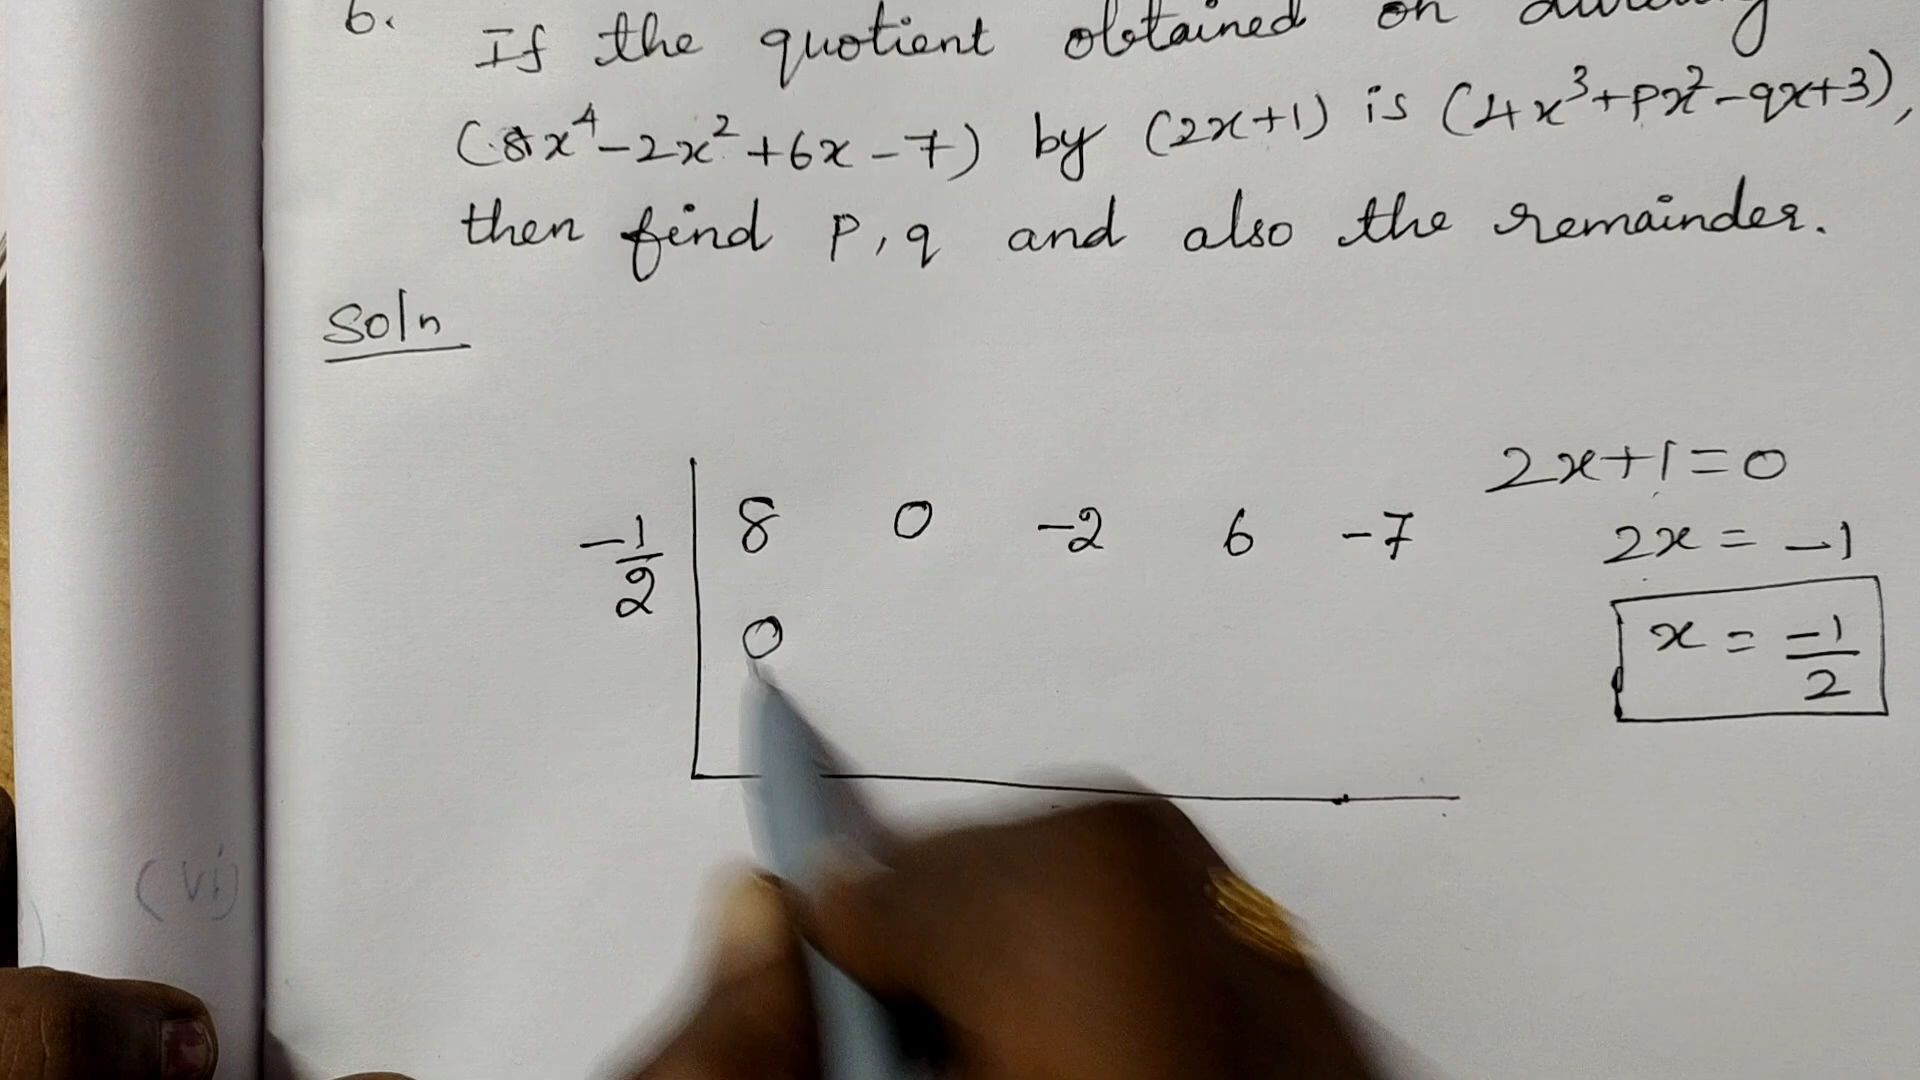 6.
If the quotient obtained on dividing
(8x⁴-2x²+6x-7) by (2x+1) is (4x³+px²-qx+3),
then find p,q and also the remainder.
Soln
-1/2 | 8 0 -2 6 -7
0
2x+1=0
2x = -1
x = -1/2
(vi)